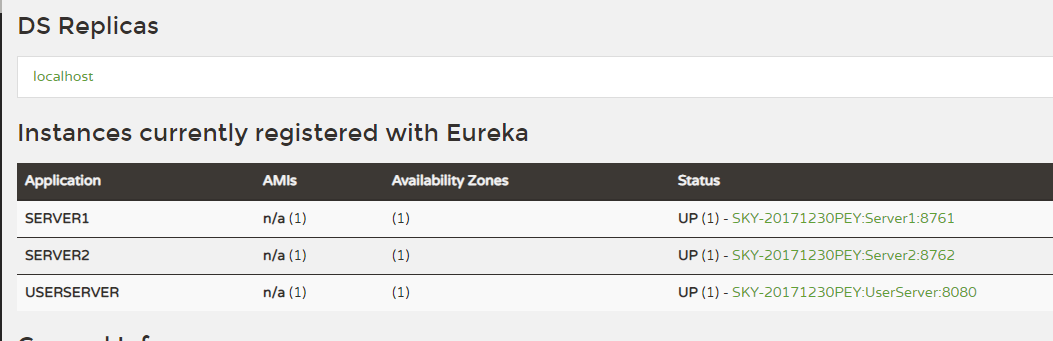 DS Replicas
localhost
Instances currently registered with Eureka
Application AMIs Availability Zones Status
SERVER1 n/a (1) (1) UP (1) - SKY-20171230PEY:Server1:8761
SERVER2 n/a (1) (1) UP (1) - SKY-20171230PEY:Server2:8762
USERSERVER n/a (1) (1) UP (1) - SKY-20171230PEY:UserServer:8080